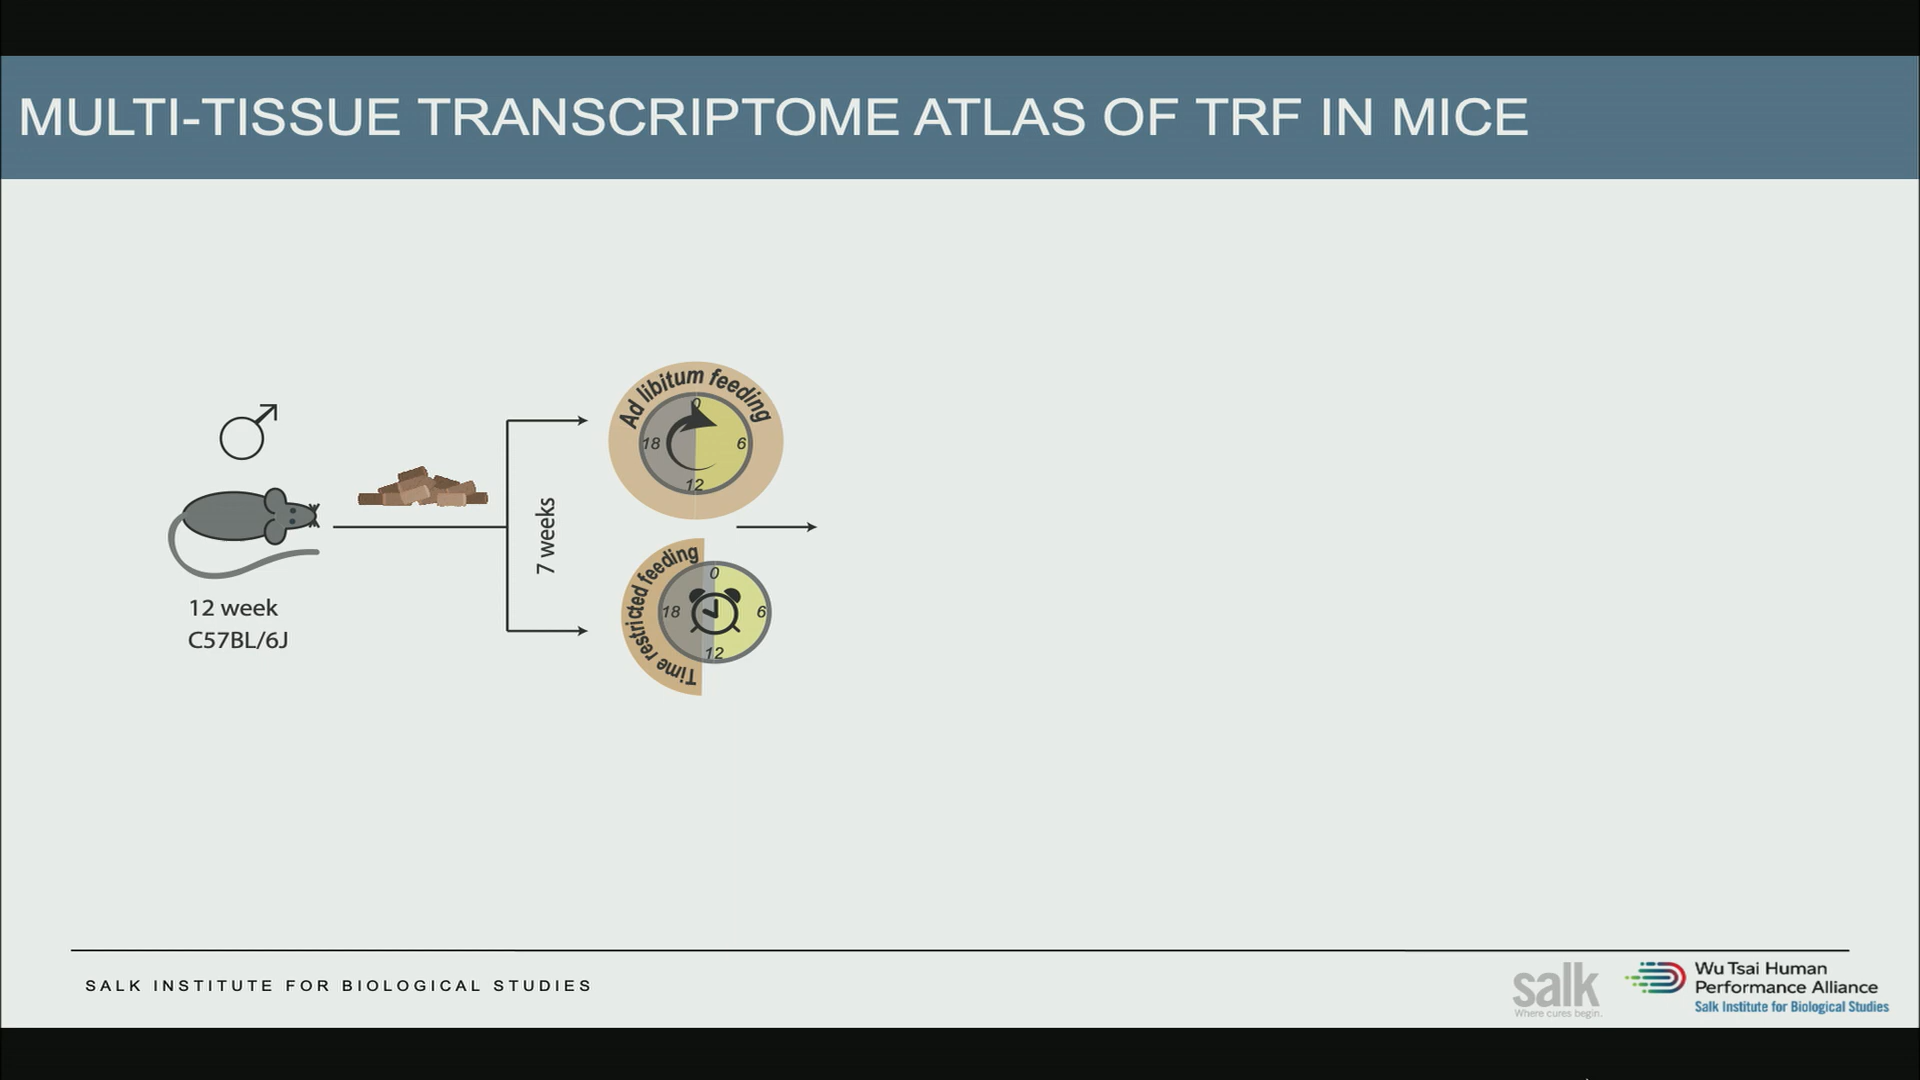 MULTI-TISSUE TRANSCRIPTOME ATLAS OF TRF IN MICE
12 week
C57BL/6J
7 weeks
Ad libitum feeding
0
18
6
12
Time restricted feeding
0
18
6
12
SALK INSTITUTE FOR BIOLOGICAL STUDIES
salk
Where cures begin.
Wu Tsai Human
Performance Alliance
Salk Institute for Biological Studies